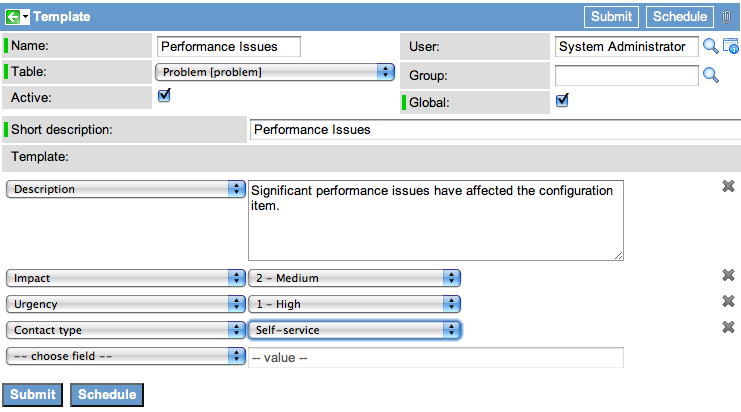 Template Submit Schedule
Name: Performance Issues User: System Administrator
Table: Problem [problem] Group:
Active: Global:
Short description: Performance Issues
Template:
Description Significant performance issues have affected the configuration
item.
Impact 2 - Medium
Urgency 1 - High
Contact type Self-service
-- choose field -- -- value --
Submit Schedule